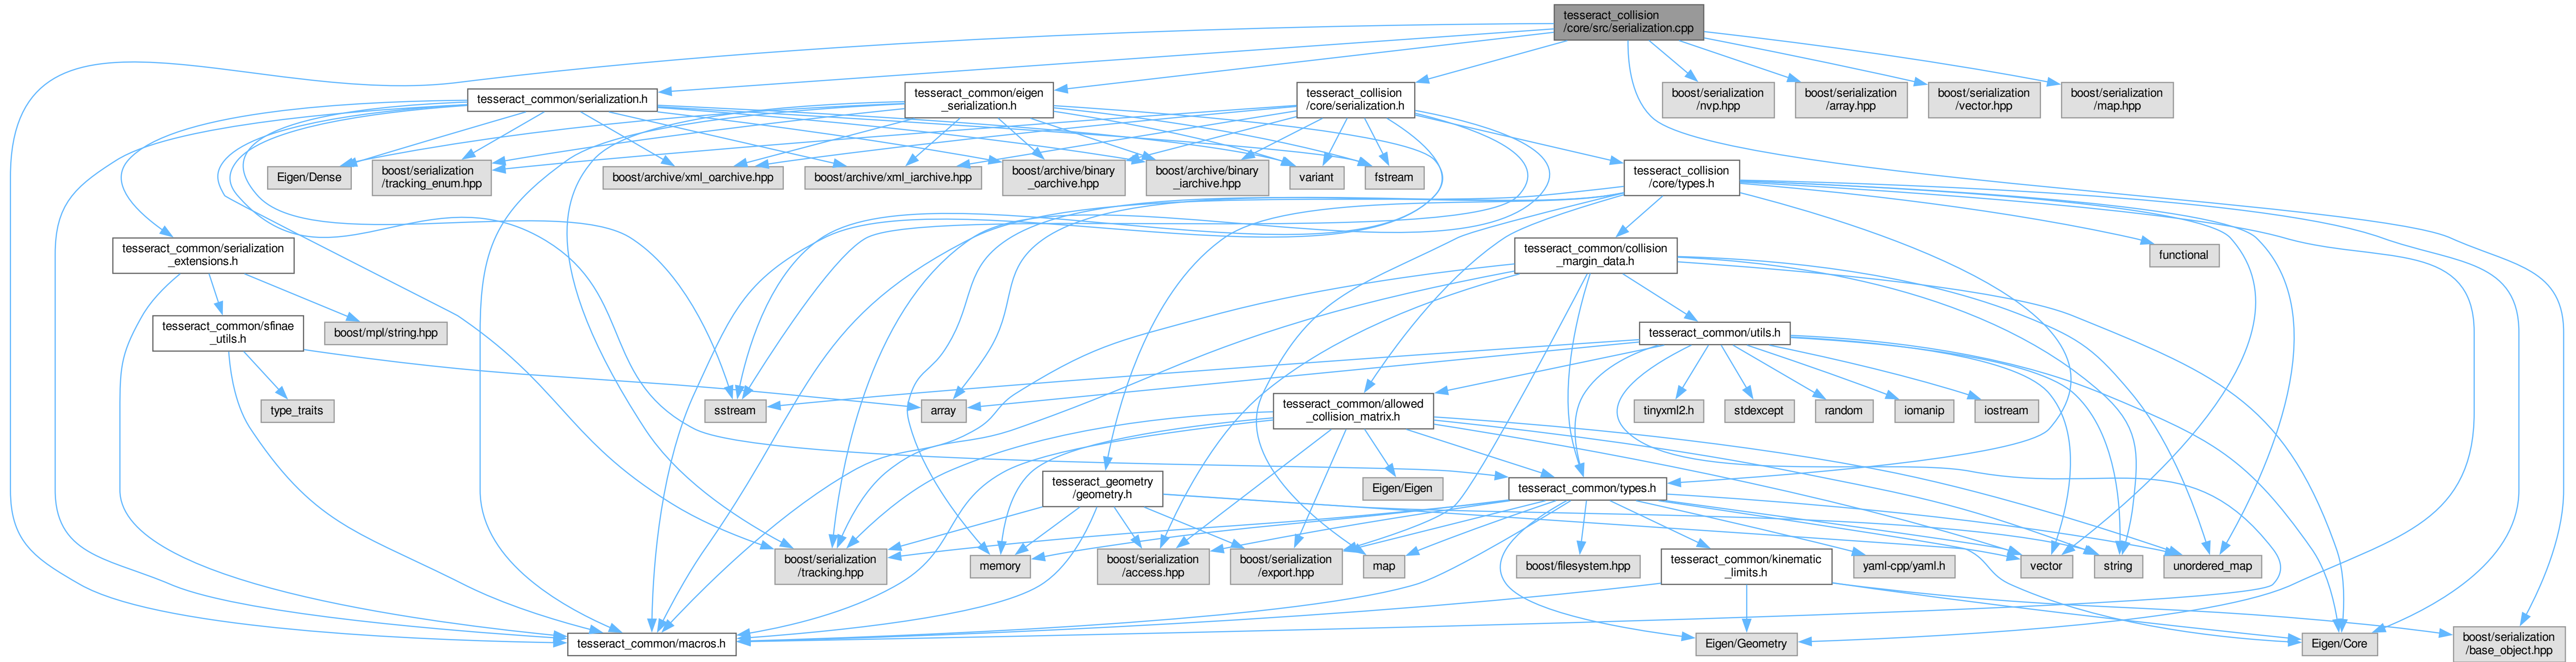 tesseract_collision
/core/src/serialization.cpp
tesseract_common/serialization.h
tesseract_common/eigen
_serialization.h
tesseract_collision
/core/serialization.h
boost/serialization
/nvp.hpp
boost/serialization
/array.hpp
boost/serialization
/vector.hpp
boost/serialization
/map.hpp
Eigen/Dense
boost/serialization
/tracking_enum.hpp
boost/archive/xml_oarchive.hpp
boost/archive/xml_iarchive.hpp
boost/archive/binary
_oarchive.hpp
boost/archive/binary
_iarchive.hpp
variant
fstream
tesseract_collision
/core/types.h
tesseract_common/serialization
_extensions.h
tesseract_common/collision
_margin_data.h
functional
tesseract_common/sfinae
_utils.h
boost/mpl/string.hpp
tesseract_common/utils.h
type_traits
sstream
array
tesseract_common/allowed
_collision_matrix.h
tinyxml2.h
stdexcept
random
iomanip
iostream
tesseract_geometry
/geometry.h
Eigen/Eigen
tesseract_common/types.h
boost/serialization
/tracking.hpp
memory
boost/serialization
/access.hpp
boost/serialization
/export.hpp
map
boost/filesystem.hpp
tesseract_common/kinematic
_limits.h
yaml-cpp/yaml.h
vector
string
unordered_map
tesseract_common/macros.h
Eigen/Geometry
Eigen/Core
boost/serialization
/base_object.hpp